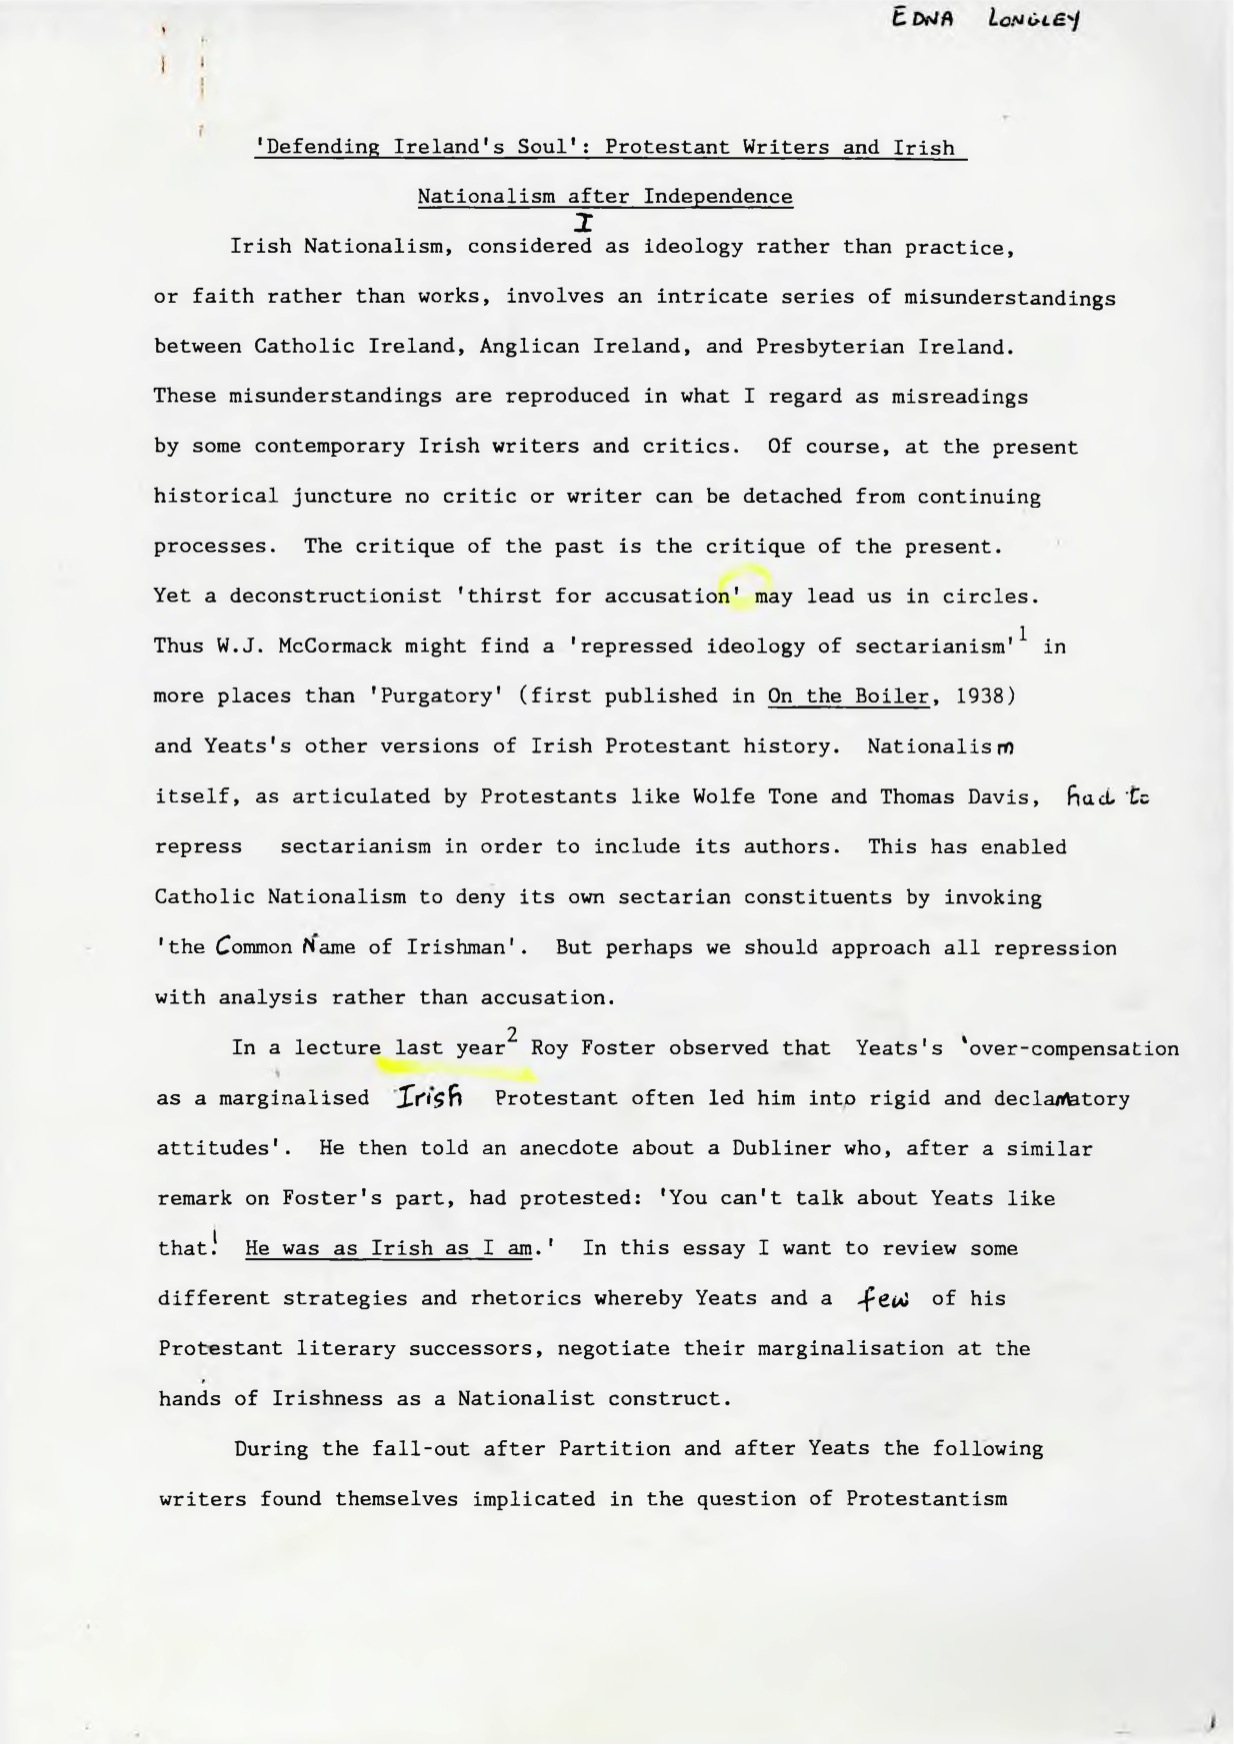 EDNA LONGLEY
'Defending Ireland's Soul': Protestant Writers and Irish
Nationalism after Independence
I
Irish Nationalism, considered as ideology rather than practice,
or faith rather than works, involves an intricate series of misunderstandings
between Catholic Ireland, Anglican Ireland, and Presbyterian Ireland.
These misunderstandings are reproduced in what I regard as misreadings
by some contemporary Irish writers and critics.  Of course, at the present
historical juncture no critic or writer can be detached from continuing
processes.  The critique of the past is the critique of the present.
Yet a deconstructionist 'thirst for accusation' may lead us in circles.
Thus W.J. McCormack might find a 'repressed ideology of sectarianism'1 in
more places than 'Purgatory' (first published in On the Boiler, 1938)
and Yeats's other versions of Irish Protestant history.  Nationalism
itself, as articulated by Protestants like Wolfe Tone and Thomas Davis, had to
repress sectarianism in order to include its authors.  This has enabled
Catholic Nationalism to deny its own sectarian constituents by invoking
'the Common Name of Irishman'.  But perhaps we should approach all repression
with analysis rather than accusation.
In a lecture last year2 Roy Foster observed that Yeats's 'over-compensation
as a marginalised Irish Protestant often led him into rigid and declamatory
attitudes'.  He then told an anecdote about a Dubliner who, after a similar
remark on Foster's part, had protested: 'You can't talk about Yeats like
that!  He was as Irish as I am.'  In this essay I want to review some
different strategies and rhetorics whereby Yeats and a few of his
Protestant literary successors, negotiate their marginalisation at the
hands of Irishness as a Nationalist construct.
During the fall-out after Partition and after Yeats the following
writers found themselves implicated in the question of Protestantism
1